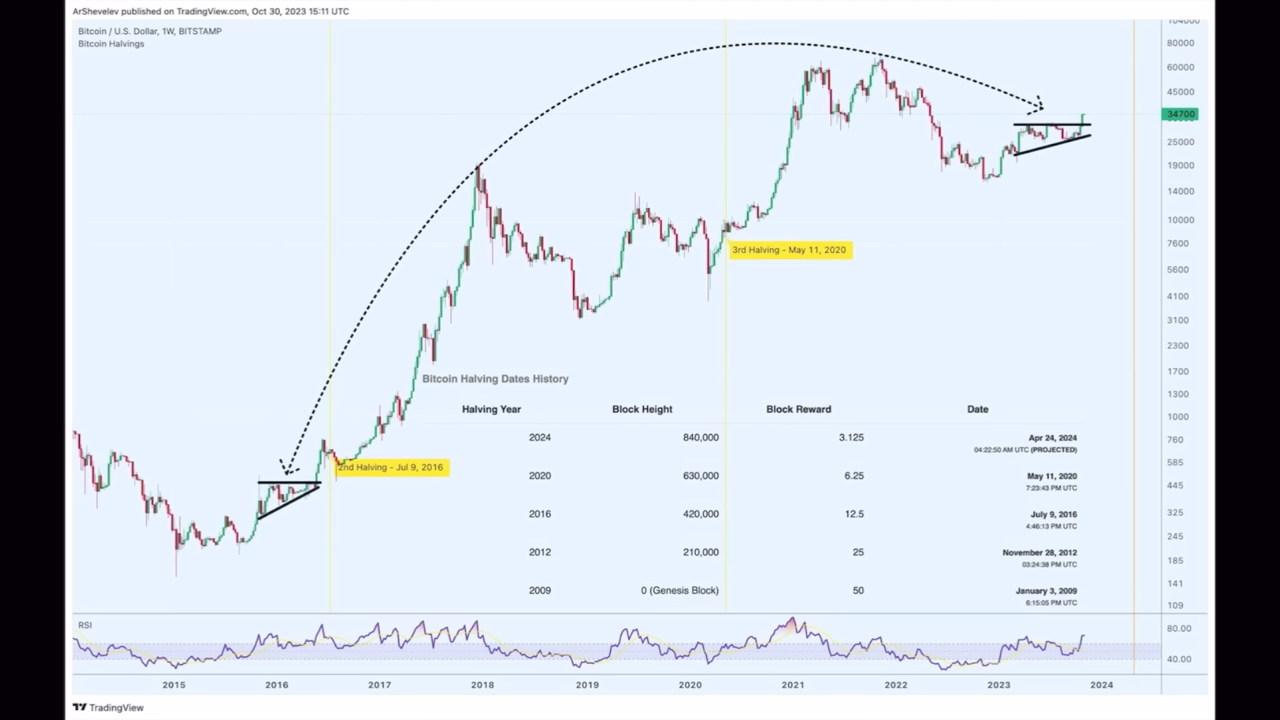 ArShevelev published on TradingView.com, Oct 30, 2023 15:11 UTC
Bitcoin / U.S. Dollar, 1W, BITSTAMP
Bitcoin Halvings
104000
80000
60000
45000
34700
25000
19000
14000
10000
7600
5600
4100
3100
2300
1700
1300
1000
760
585
445
325
245
185
141
109
3rd Halving - May 11, 2020
2nd Halving - Jul 9, 2016
Bitcoin Halving Dates History
Halving Year Block Height Block Reward Date
2024 840,000 3.125 Apr 24, 2024
04:22:50 AM UTC (PROJECTED)
2020 630,000 6.25 May 11, 2020
7:23:43 PM UTC
2016 420,000 12.5 July 9, 2016
4:46:13 PM UTC
2012 210,000 25 November 28, 2012
03:24:38 PM UTC
2009 0 (Genesis Block) 50 January 3, 2009
6:15:05 PM UTC
RSI
80.00
40.00
2015 2016 2017 2018 2019 2020 2021 2022 2023 2024
TradingView